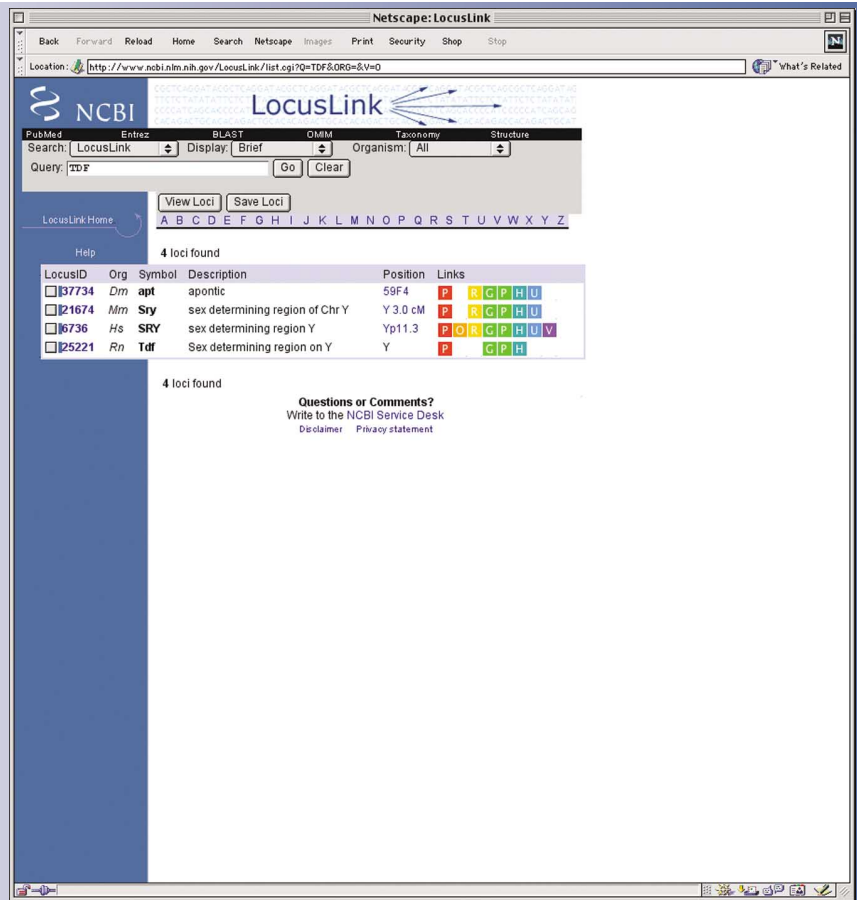 Netscape: LocusLink
Back Forward Reload Home Search Netscape Images Print Security Shop Stop
N
Location: http://www.ncbi.nlm.nih.gov/LocusLink/list.cgi?Q=TDF&ORG=&V=0 What's Related
NCBI LocusLink
PubMed Entrez BLAST OMIM Taxonomy Structure
Search: LocusLink Display: Brief Organism: All
Query: TDF Go Clear
View Loci Save Loci
LocusLink Home A B C D E F G H I J K L M N O P Q R S T U V W X Y Z
Help 4 loci found
LocusID Org Symbol Description Position Links
37734 Dm apt apontic 59F4 P R G P H U
21674 Mm Sry sex determining region of Chr Y Y 3.0 cM P R G P H U
6736 Hs SRY sex determining region Y Yp11.3 P O R G P H U V
25221 Rn Tdf Sex determining region on Y Y P G P H
4 loci found
Questions or Comments?
Write to the NCBI Service Desk
Disclaimer Privacy statement